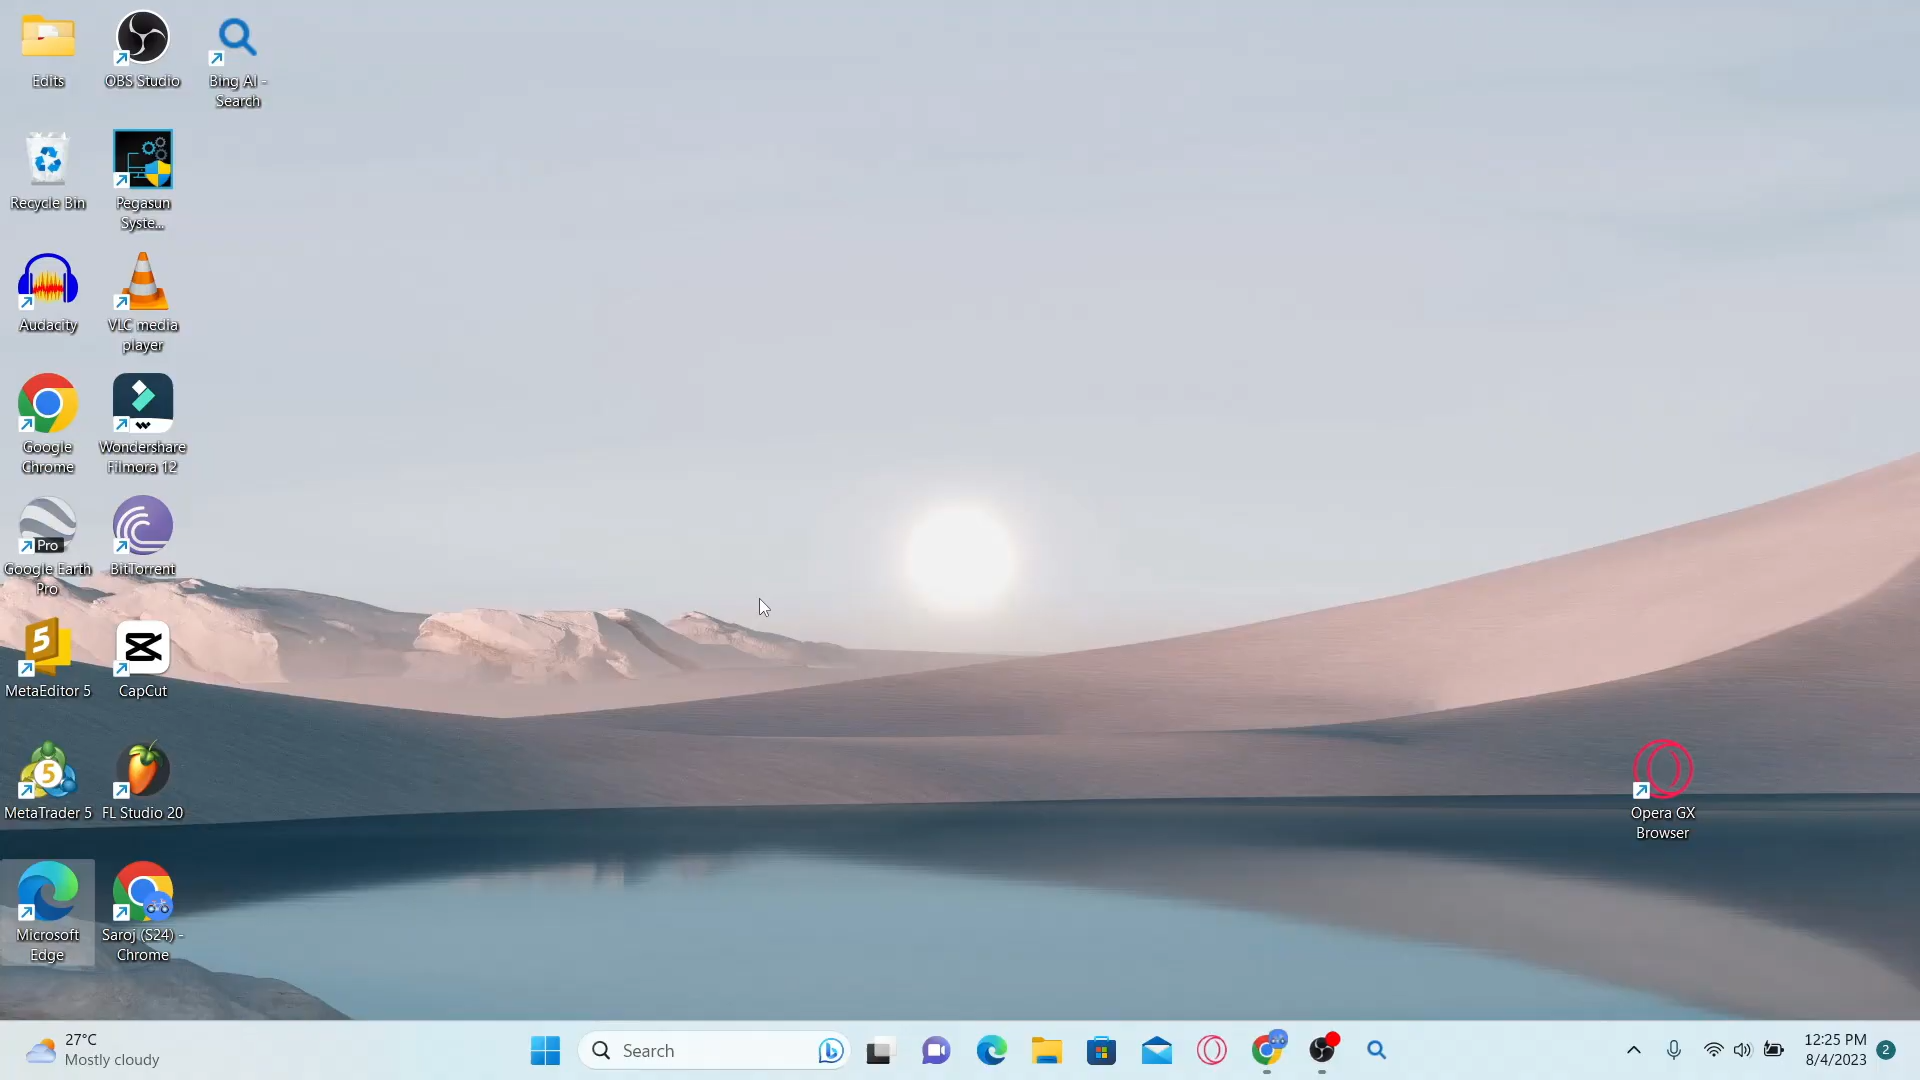 Edits
OBS Studio
Bing AI -
Search
Recycle Bin
Pegasun
Syste...
Audacity
VLC media
player
Google
Chrome
Wondershare
Filmora 12
Pro
Google Earth
Pro
BitTorrent
5
MetaEditor 5
CapCut
5
MetaTrader 5
FL Studio 20
Opera GX
Browser
Microsoft
Edge
Saroj (S24) -
Chrome
27°C
Mostly cloudy
Search
12:25 PM
8/4/2023
2